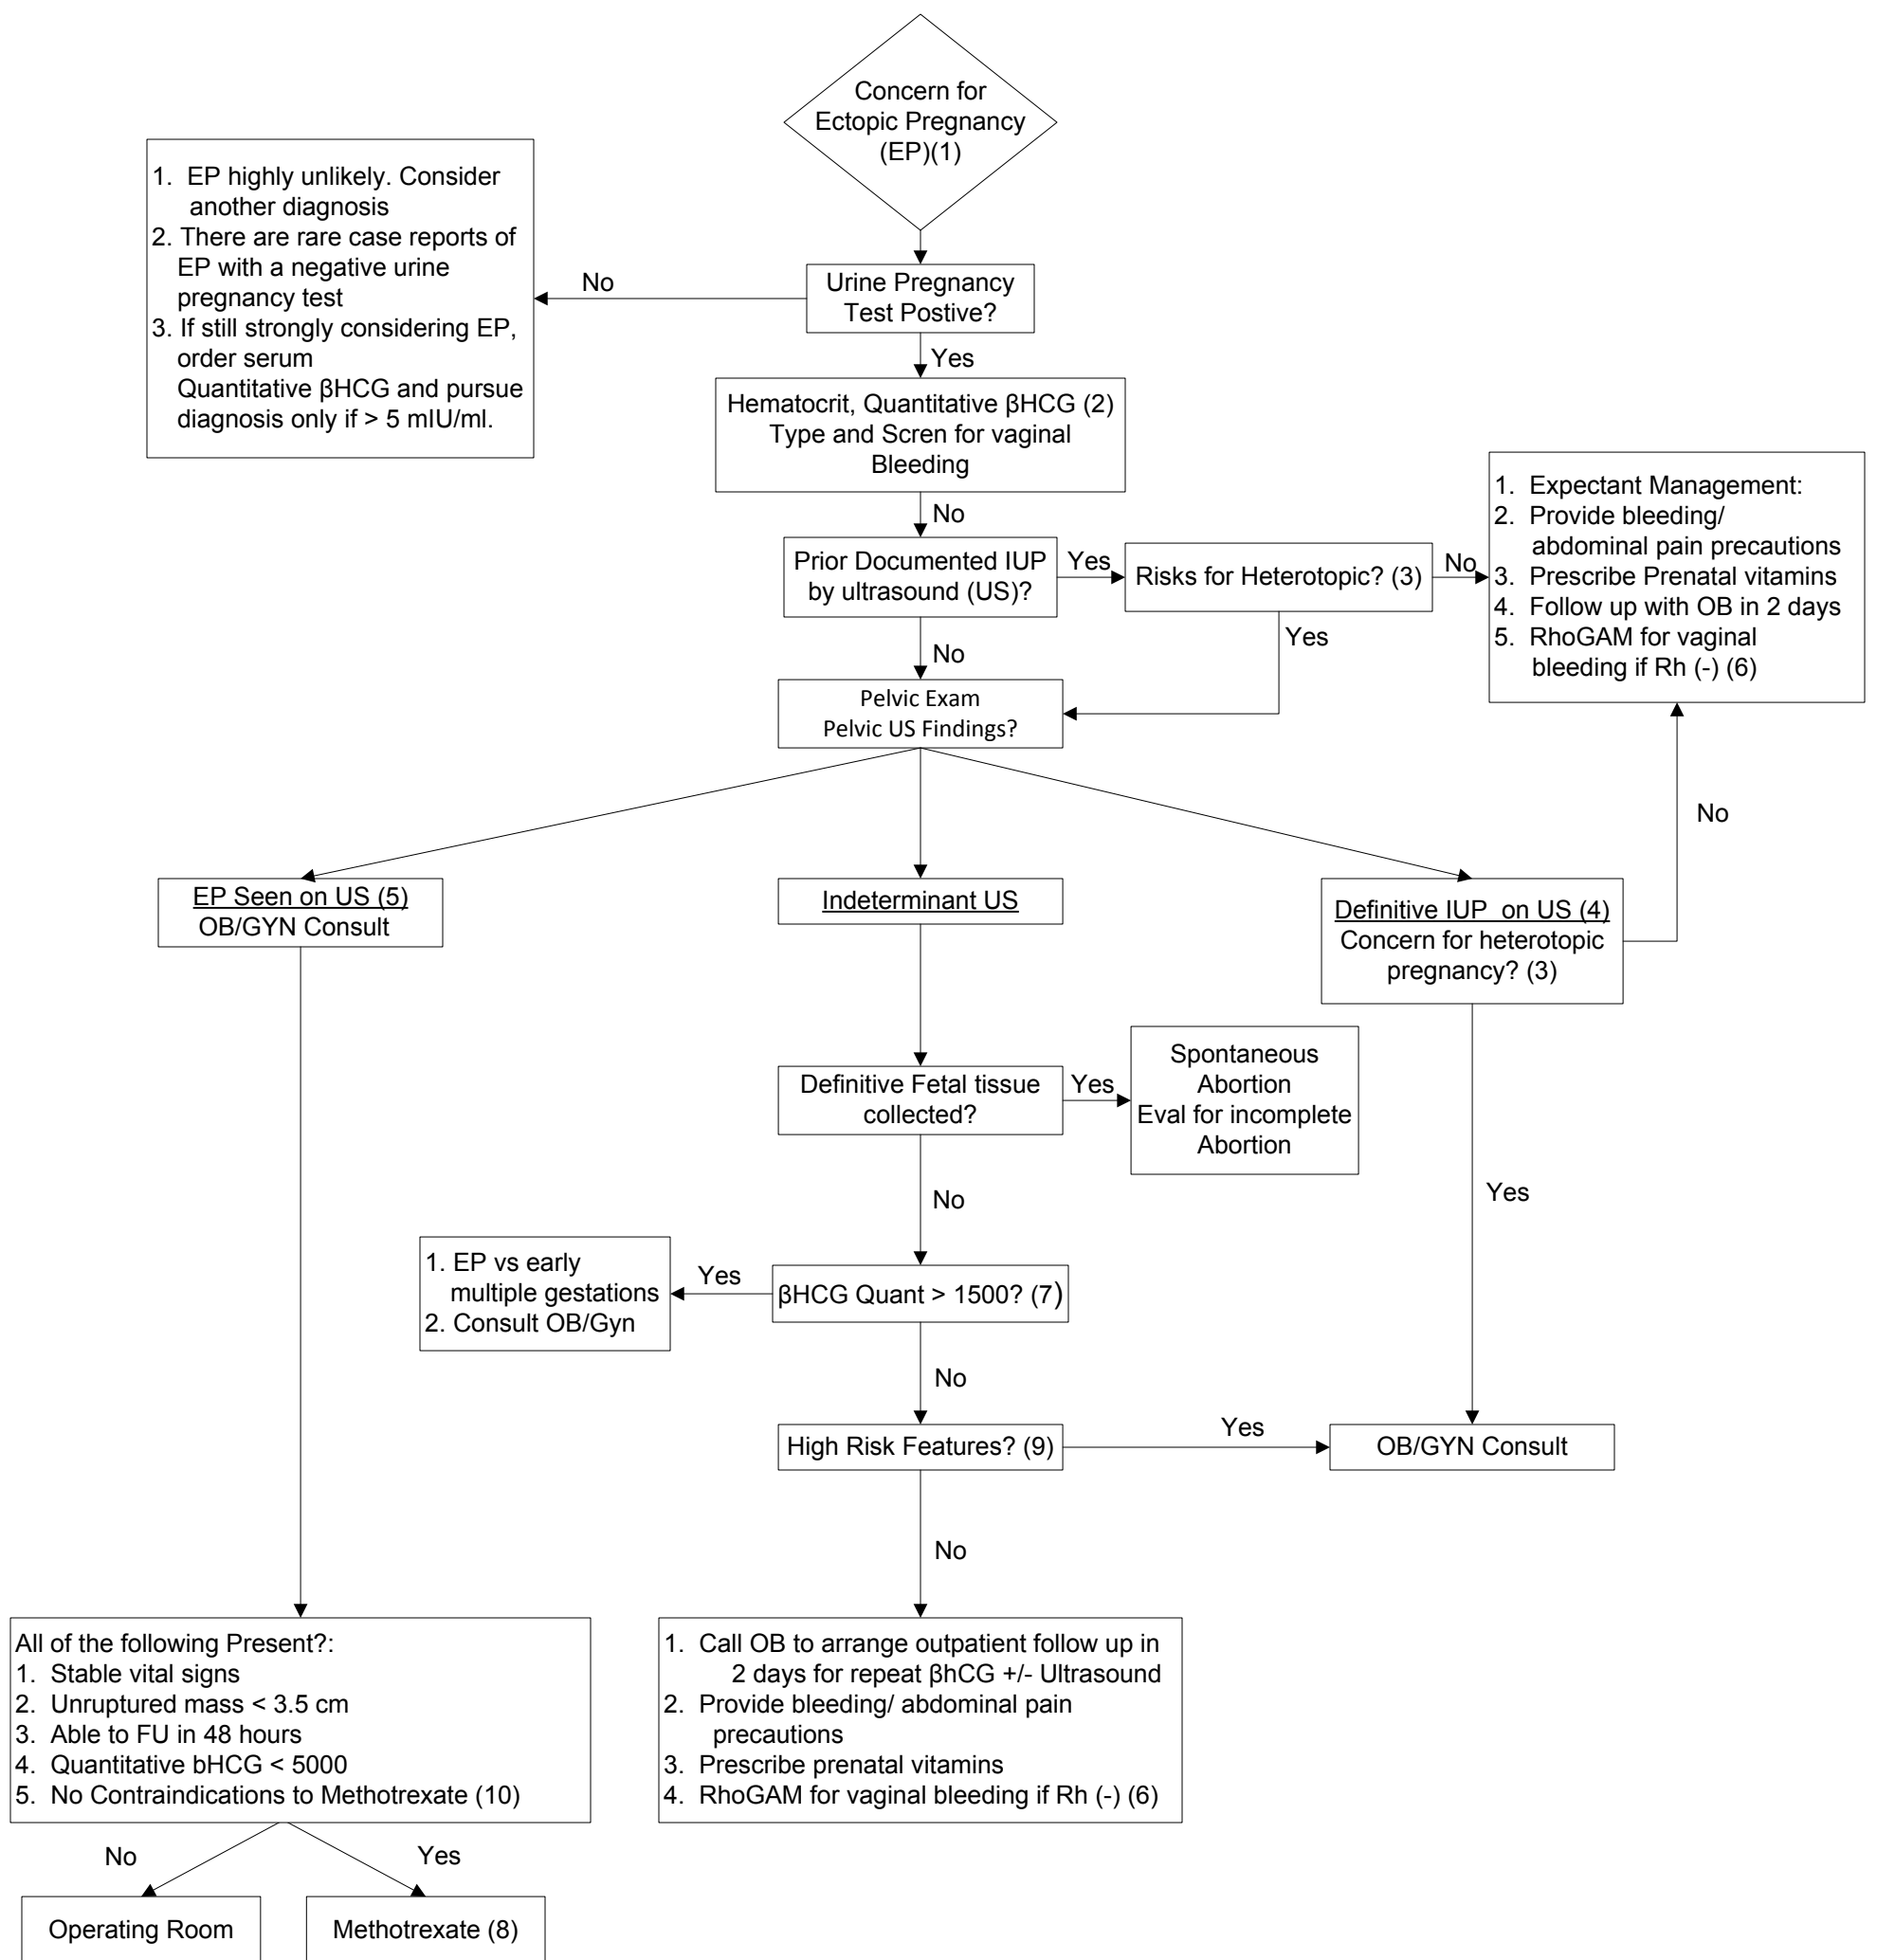 Concern for
Ectopic Pregnancy
(EP)(1)
1. EP highly unlikely. Consider
another diagnosis
2. There are rare case reports of
EP with a negative urine
pregnancy test
3. If still strongly considering EP,
order serum
Quantitative βHCG and pursue
diagnosis only if > 5 mIU/ml.
No
Urine Pregnancy
Test Postive?
Yes
Hematocrit, Quantitative βHCG (2)
Type and Scren for vaginal
Bleeding
No
Prior Documented IUP
by ultrasound (US)?
Yes
Risks for Heterotopic? (3)
No
1. Expectant Management:
2. Provide bleeding/
abdominal pain precautions
3. Prescribe Prenatal vitamins
4. Follow up with OB in 2 days
5. RhoGAM for vaginal
bleeding if Rh (-) (6)
No
Yes
Pelvic Exam
Pelvic US Findings?
No
EP Seen on US (5)
OB/GYN Consult
Indeterminant US
Definitive IUP on US (4)
Concern for heterotopic
pregnancy? (3)
Definitive Fetal tissue
collected?
Yes
Spontaneous
Abortion
Eval for incomplete
Abortion
No
Yes
1. EP vs early
multiple gestations
2. Consult OB/Gyn
Yes
βHCG Quant > 1500? (7)
No
High Risk Features? (9)
Yes
OB/GYN Consult
No
All of the following Present?:
1. Stable vital signs
2. Unruptured mass < 3.5 cm
3. Able to FU in 48 hours
4. Quantitative bHCG < 5000
5. No Contraindications to Methotrexate (10)
1. Call OB to arrange outpatient follow up in
2 days for repeat βhCG +/- Ultrasound
2. Provide bleeding/ abdominal pain
precautions
3. Prescribe prenatal vitamins
4. RhoGAM for vaginal bleeding if Rh (-) (6)
No
Yes
Operating Room
Methotrexate (8)